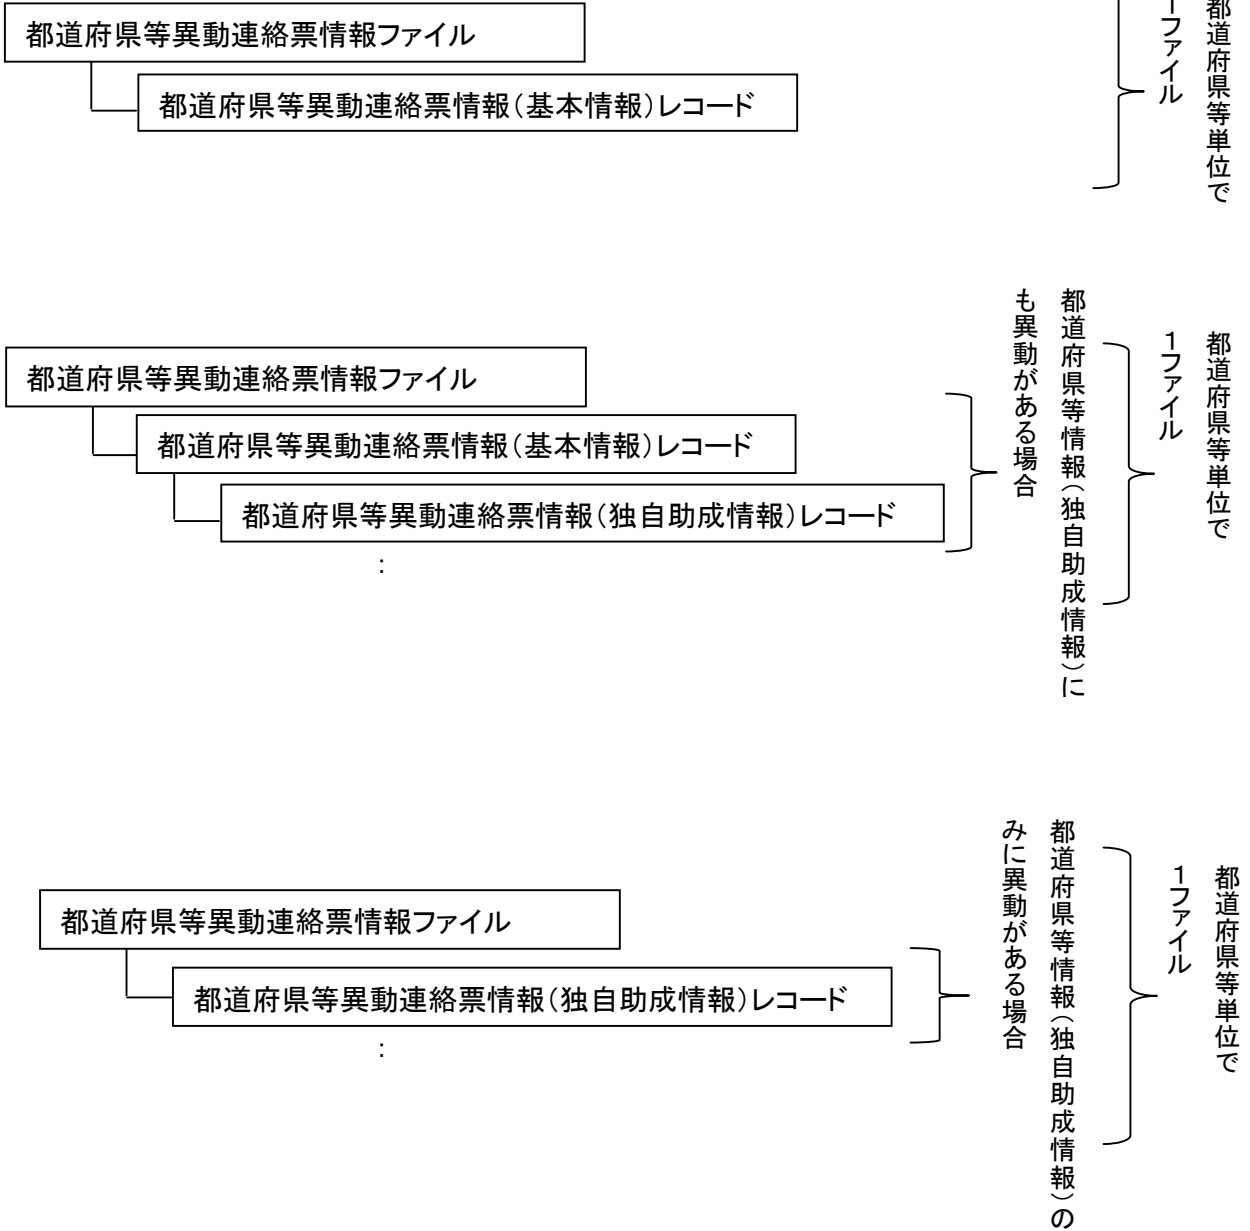 都道府県等異動連絡票情報ファイル
都道府県等異動連絡票情報(基本情報)レコード
都道府県等単位で
1ファイル
都道府県等異動連絡票情報ファイル
都道府県等異動連絡票情報(基本情報)レコード
都道府県等異動連絡票情報(独自助成情報)レコード
:
都道府県等情報(独自助成情報)に
も異動がある場合
都道府県等単位で
1ファイル
都道府県等異動連絡票情報ファイル
都道府県等異動連絡票情報(独自助成情報)レコード
:
都道府県等情報(独自助成情報)の
みに異動がある場合
都道府県等単位で
1ファイル